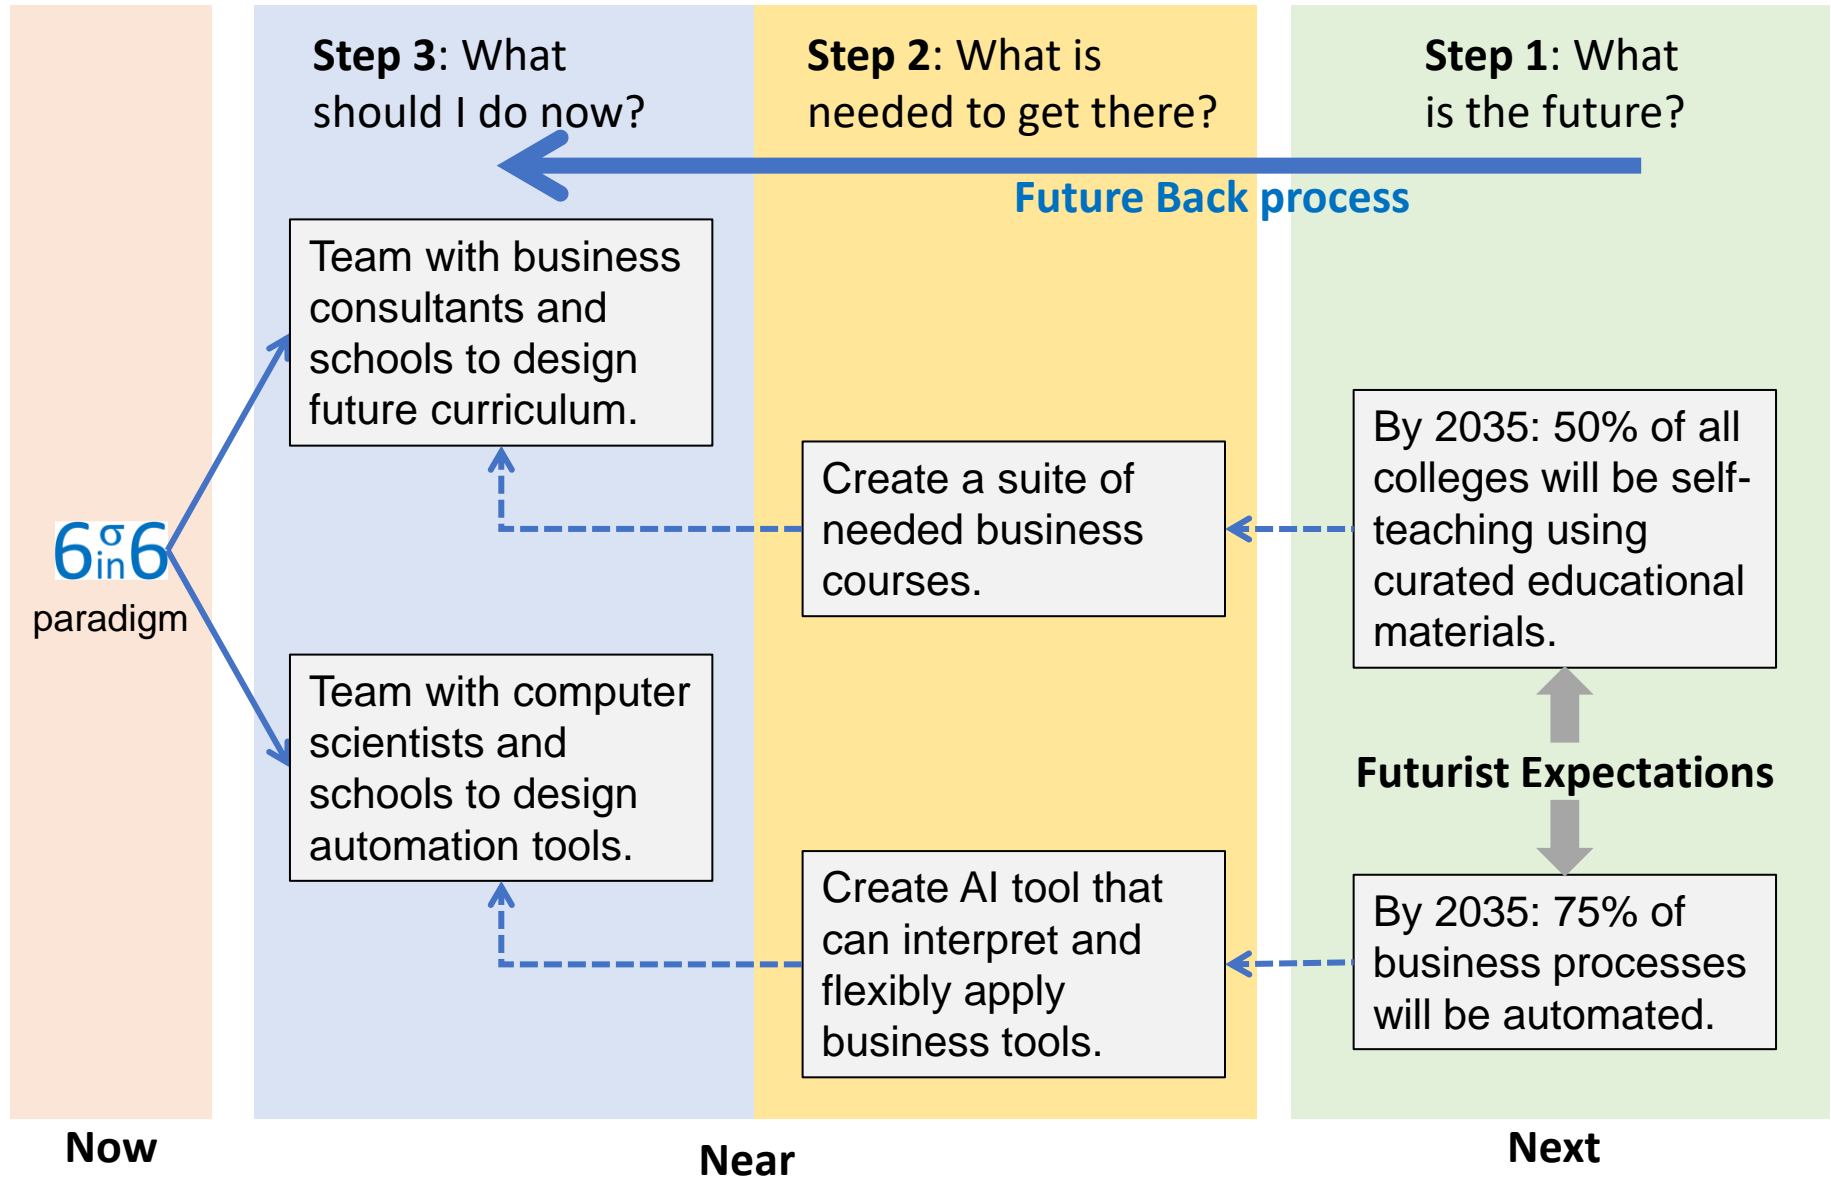 Step 3: What
should I do now?
Step 2: What is
needed to get there?
Step 1: What
is the future?
Future Back process
Team with business
consultants and
schools to design
future curriculum.
Create a suite of
needed business
courses.
By 2035: 50% of all
colleges will be self-
teaching using
curated educational
materials.
6 σ in 6
paradigm
Team with computer
scientists and
schools to design
automation tools.
Futurist Expectations
Create AI tool that
can interpret and
flexibly apply
business tools.
By 2035: 75% of
business processes
will be automated.
Now
Near
Next